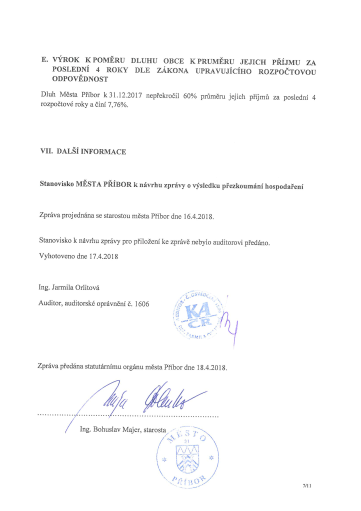 E. VÝROK K POMĚRU DLUHU OBCE K PRUMĚRU JEJICH PŘÍJMU ZA
POSLEDNÍ 4 ROKY DLE ZÁKONA UPRAVUJÍCÍHO ROZPOČTOVOU
ODPOVĚDNOST
Dluh Města Příbor k 31.12.2017 nepřekročil 60% průměru jejich příjmů za poslední 4
rozpočtové roky a činí 7,76%.
VII. DALŠÍ INFORMACE
Stanovisko MĚSTA PŘÍBOR k návrhu zprávy o výsledku přezkoumání hospodaření
Zpráva projednána se starostou města Příbor dne 16.4.2018.
Stanovisko k návrhu zprávy pro přiložení ke zprávě nebylo auditorovi předáno.
Vyhotoveno dne 17.4.2018
Ing. Jarmila Orlitová
Auditor, auditorské oprávnění č. 1606
KA
ČR
Zpráva předána statutárnímu orgánu města Příbor dne 18.4.2018.
Ing. Bohuslav Majer, starosta
MĚSTO
PŘÍBOR
7/11